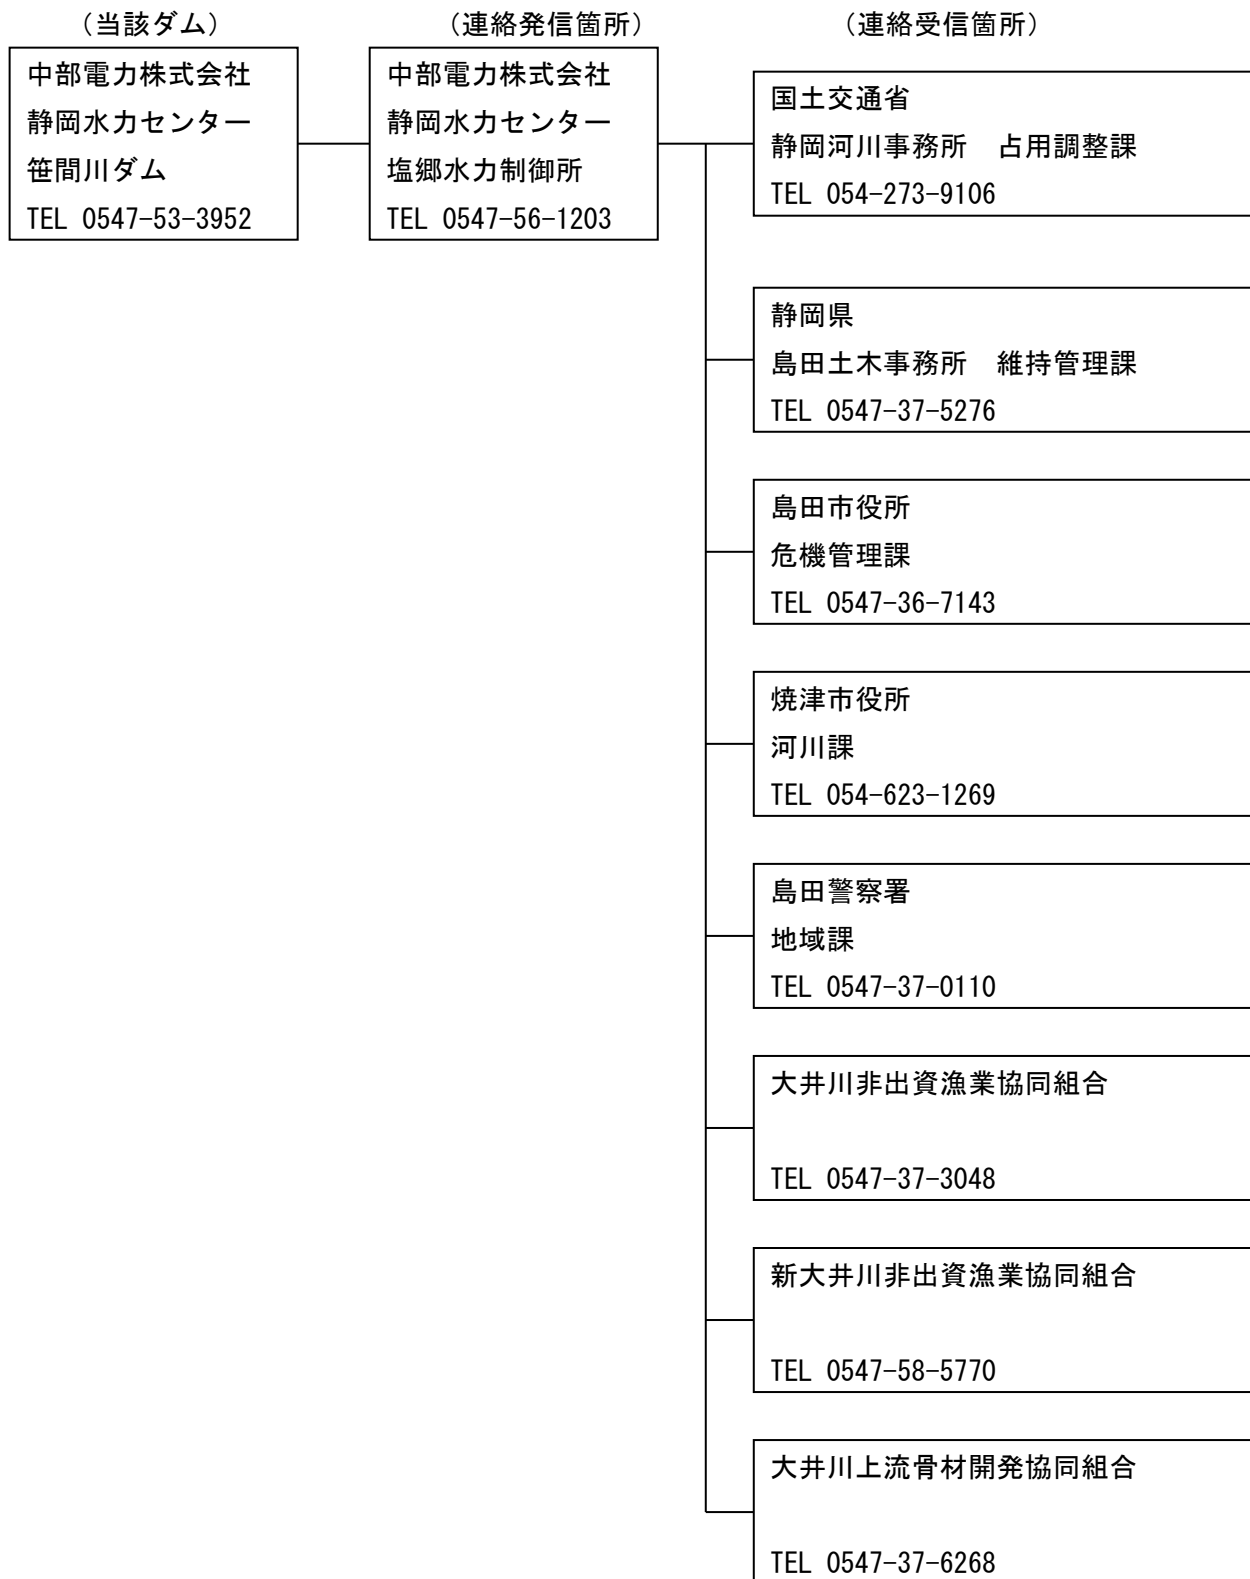 （当該ダム）
中部電力株式会社
静岡水力センター
笹間川ダム
TEL 0547-53-3952
（連絡発信箇所）
中部電力株式会社
静岡水力センター
塩郷水力制御所
TEL 0547-56-1203
（連絡受信箇所）
国土交通省
静岡河川事務所　占用調整課
TEL 054-273-9106
静岡県
島田土木事務所　維持管理課
TEL 0547-37-5276
島田市役所
危機管理課
TEL 0547-36-7143
焼津市役所
河川課
TEL 054-623-1269
島田警察署
地域課
TEL 0547-37-0110
大井川非出資漁業協同組合
TEL 0547-37-3048
新大井川非出資漁業協同組合
TEL 0547-58-5770
大井川上流骨材開発協同組合
TEL 0547-37-6268